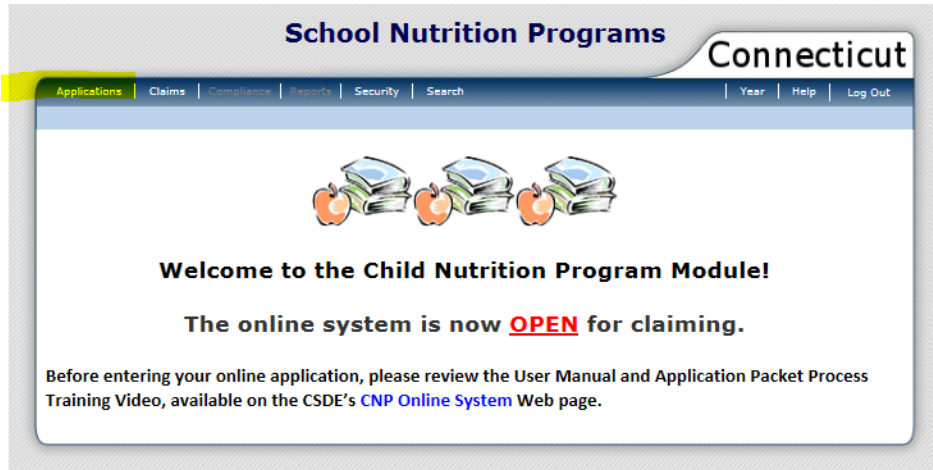 School Nutrition Programs
Connecticut
Applications | Claims | Compliance | Reports | Security | Search | Year | Help | Log Out
Welcome to the Child Nutrition Program Module!
The online system is now OPEN for claiming.
Before entering your online application, please review the User Manual and Application Packet Process
Training Video, available on the CSDE's CNP Online System Web page.